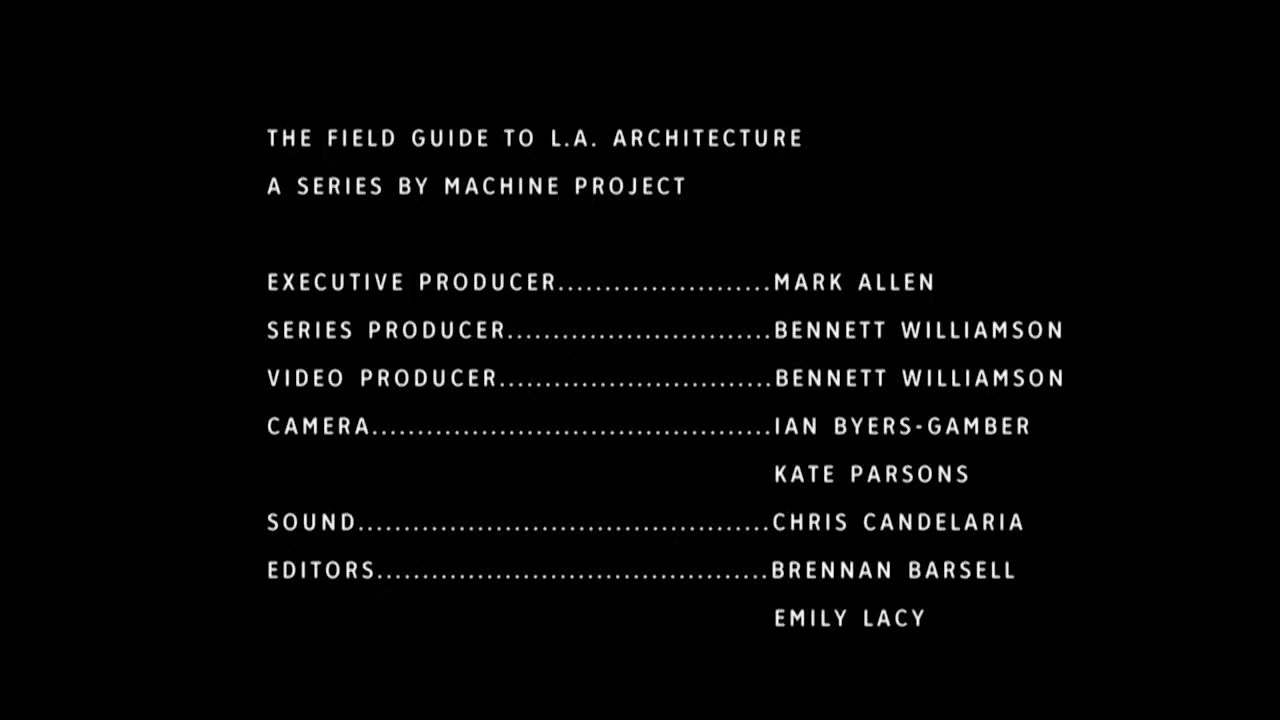 THE FIELD GUIDE TO L.A. ARCHITECTURE
A SERIES BY MACHINE PROJECT
EXECUTIVE PRODUCER........................MARK ALLEN
SERIES PRODUCER.............................BENNETT WILLIAMSON
VIDEO PRODUCER..............................BENNETT WILLIAMSON
CAMERA............................................IAN BYERS-GAMBER
KATE PARSONS
SOUND..............................................CHRIS CANDELARIA
EDITORS............................................BRENNAN BARSELL
EMILY LACY